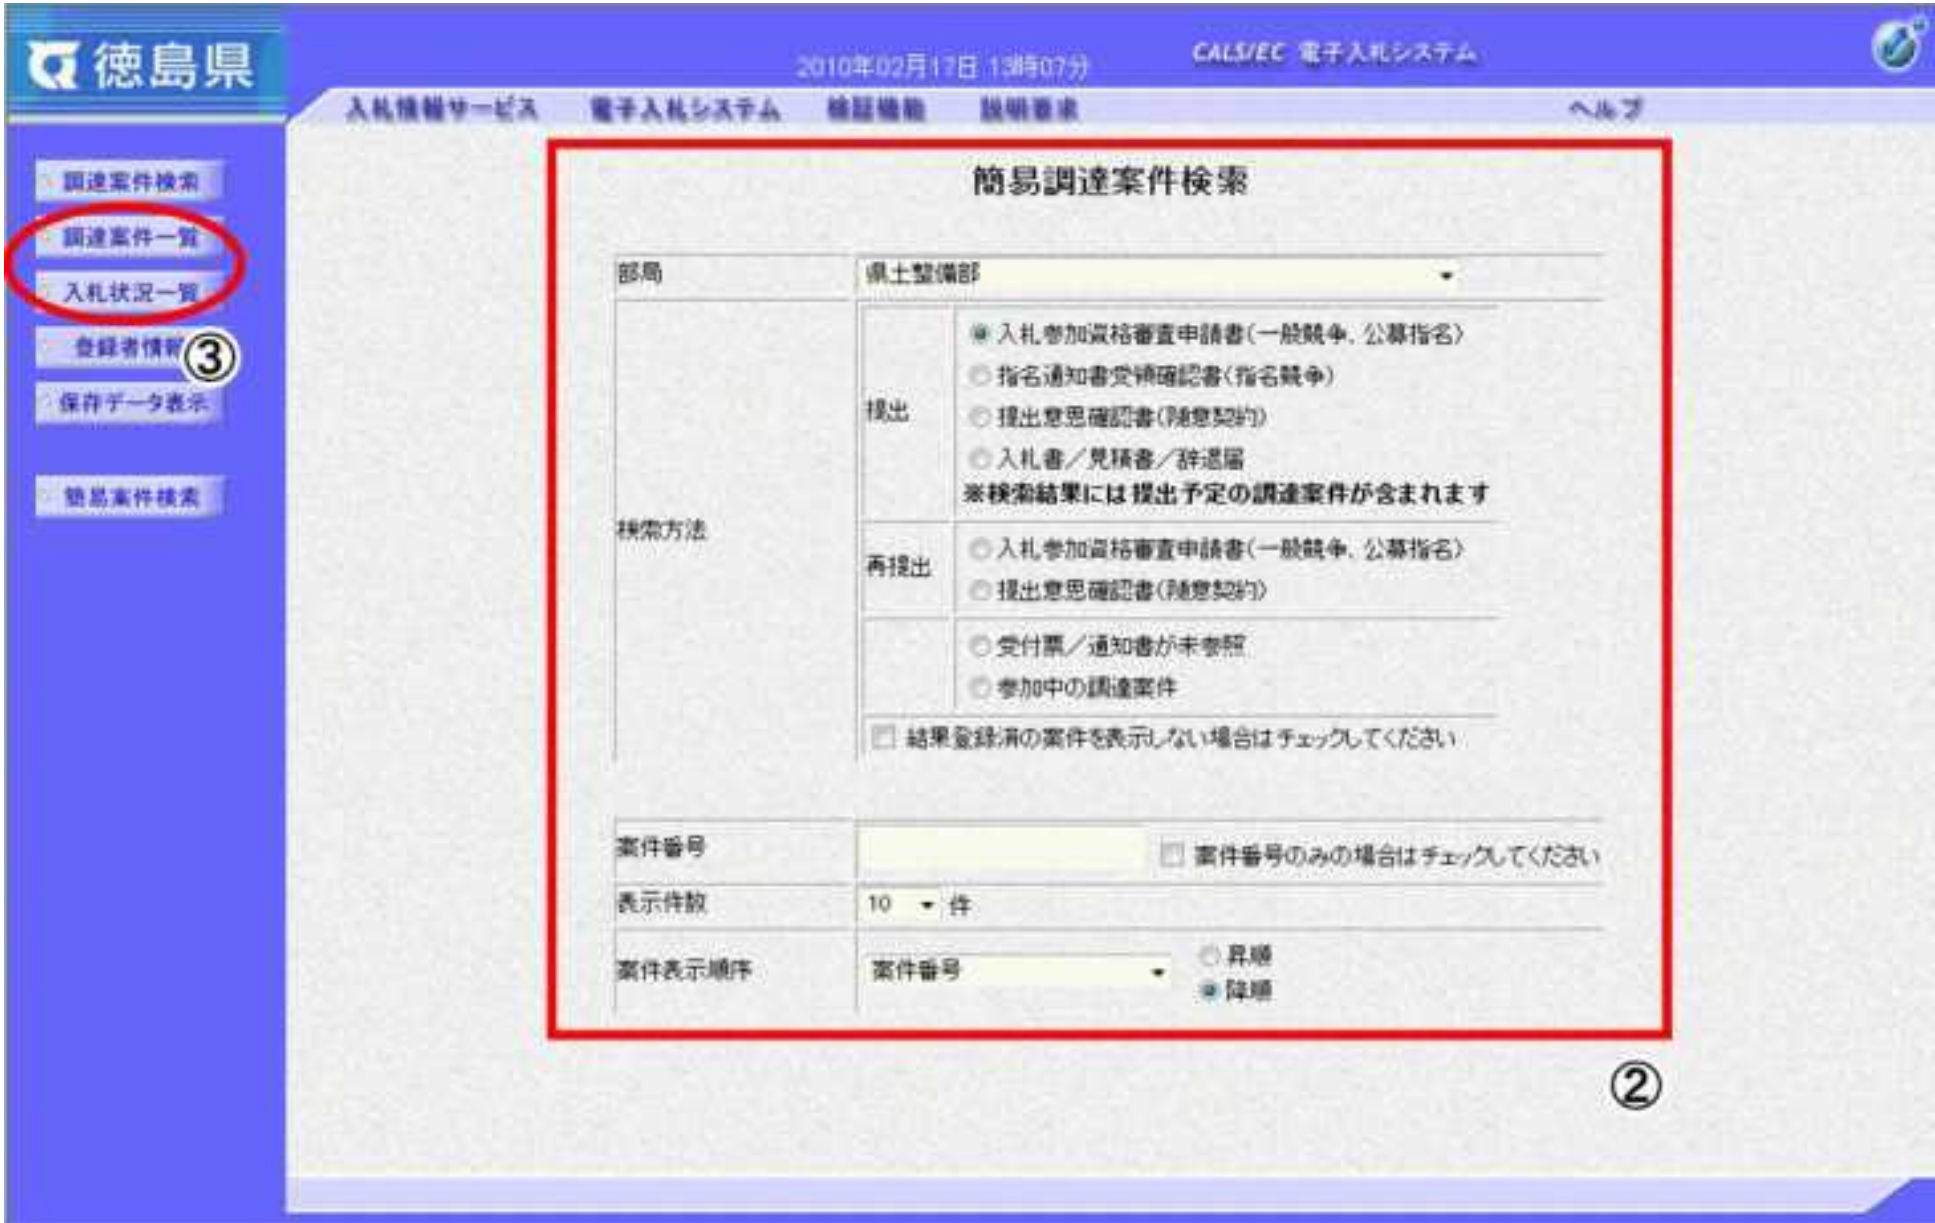 徳島県
2010年02月17日 13時07分
CALS/EC 電子入札システム
入札情報サービス 電子入札システム 検証機能 説明要求 ヘルプ
調達案件検索
調達案件一覧
入札状況一覧
登録者情報
③
保存データ表示
簡易案件検索
簡易調達案件検索
部局 県土整備部
検索方法
提出
入札参加資格審査申請書(一般競争、公募指名)
指名通知書受領確認書(指名競争)
提出意思確認書(随意契約)
入札書/見積書/辞退届
※検索結果には提出予定の調達案件が含まれます
再提出
入札参加資格審査申請書(一般競争、公募指名)
提出意思確認書(随意契約)
受付票/通知書が未参照
参加中の調達案件
結果登録済の案件を表示しない場合はチェックしてください
案件番号 案件番号のみの場合はチェックしてください
表示件数 10 件
案件表示順序 案件番号
昇順
降順
②